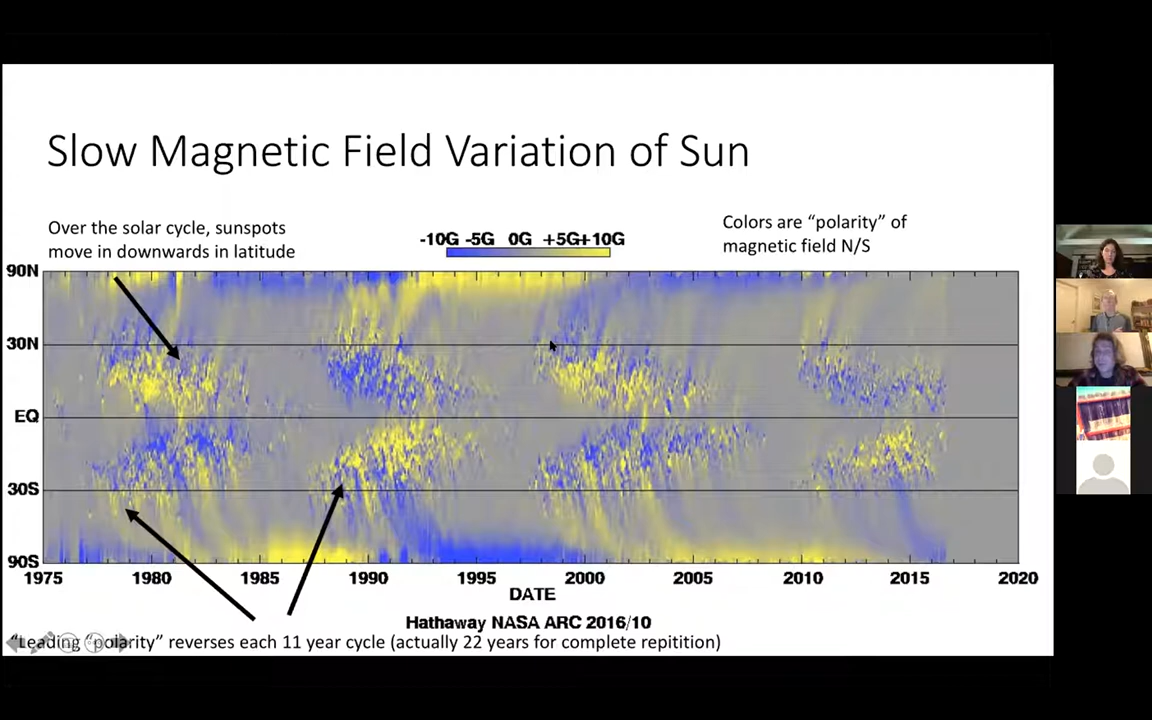 Slow Magnetic Field Variation of Sun
Over the solar cycle, sunspots
move in downwards in latitude
Colors are “polarity” of
magnetic field N/S
-10G -5G 0G +5G+10G
90N
30N
EQ
30S
90S
1975 1980 1985 1990 1995 2000 2005 2010 2015 2020
DATE
Hathaway NASA ARC 2016/10
“Leading “polarity” reverses each 11 year cycle (actually 22 years for complete repitition)